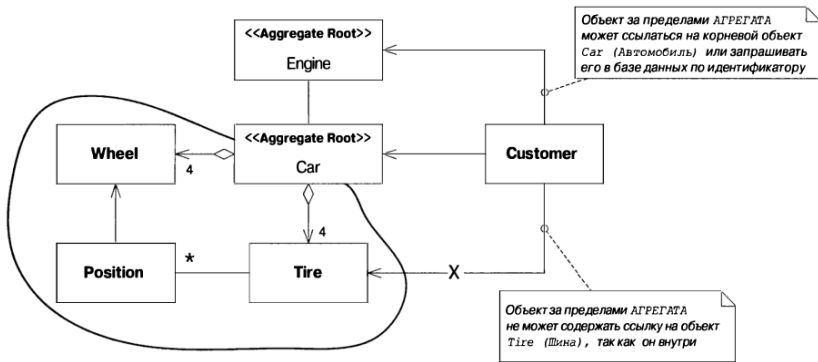 Объект за пределами АГРЕГАТА
может ссылаться на корневой объект
Car (Автомобиль) или запрашивать
его в базе данных по идентификатору
<<Aggregate Root>>
Engine
<<Aggregate Root>>
Car
Wheel
4
Customer
4
Position
*
Tire
X
Объект за пределами АГРЕГАТА
не может содержать ссылку на объект
Tire (Шина), так как он внутри